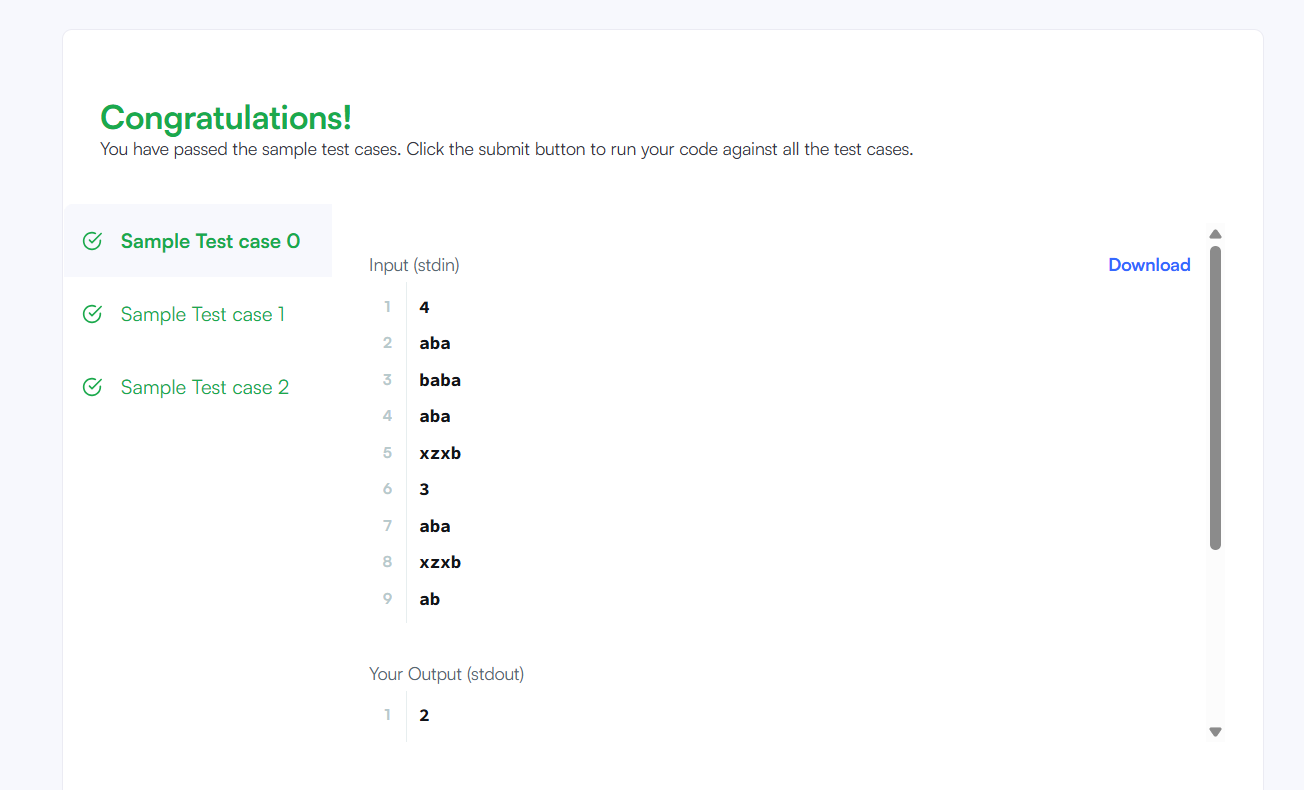 Congratulations!
You have passed the sample test cases. Click the submit button to run your code against all the test cases.
Sample Test case 0
Sample Test case 1
Sample Test case 2
Input (stdin)
Download
1 4
2 aba
3 baba
4 aba
5 xzxb
6 3
7 aba
8 xzxb
9 ab
Your Output (stdout)
1 2